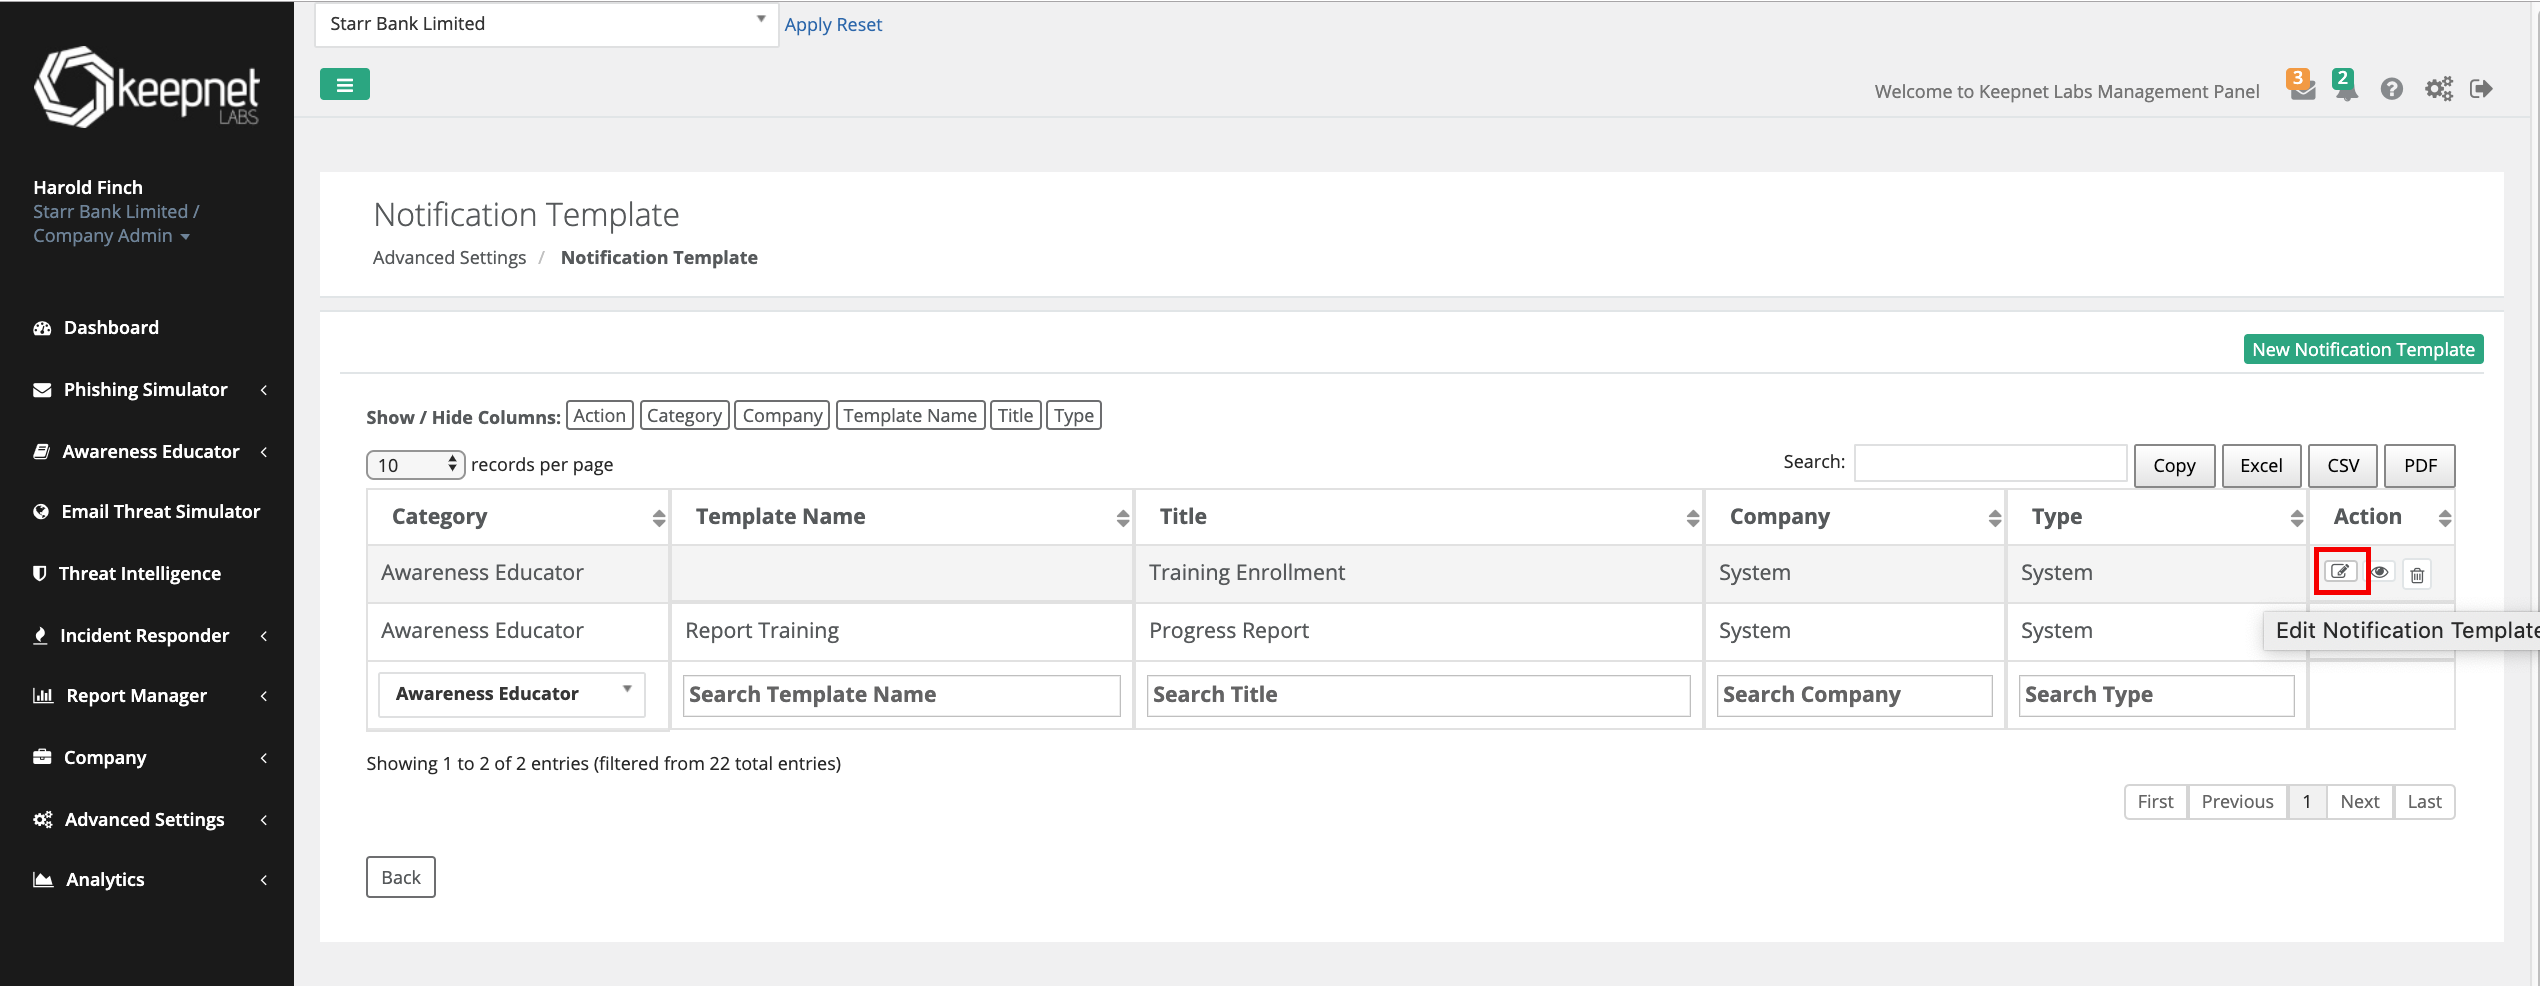 Starr Bank Limited
Apply Reset
keepnet
LABS
Welcome to Keepnet Labs Management Panel
3
2
Harold Finch
Starr Bank Limited /
Company Admin
Dashboard
Phishing Simulator
Awareness Educator
Email Threat Simulator
Threat Intelligence
Incident Responder
Report Manager
Company
Advanced Settings
Analytics
Notification Template
Advanced Settings / Notification Template
New Notification Template
Show / Hide Columns: Action Category Company Template Name Title Type
10 records per page
Search: Copy Excel CSV PDF
Category Template Name Title Company Type Action
Awareness Educator Training Enrollment System System
Awareness Educator Report Training Progress Report System System
Edit Notification Template
Awareness Educator Search Template Name Search Title Search Company Search Type
Showing 1 to 2 of 2 entries (filtered from 22 total entries)
First Previous 1 Next Last
Back